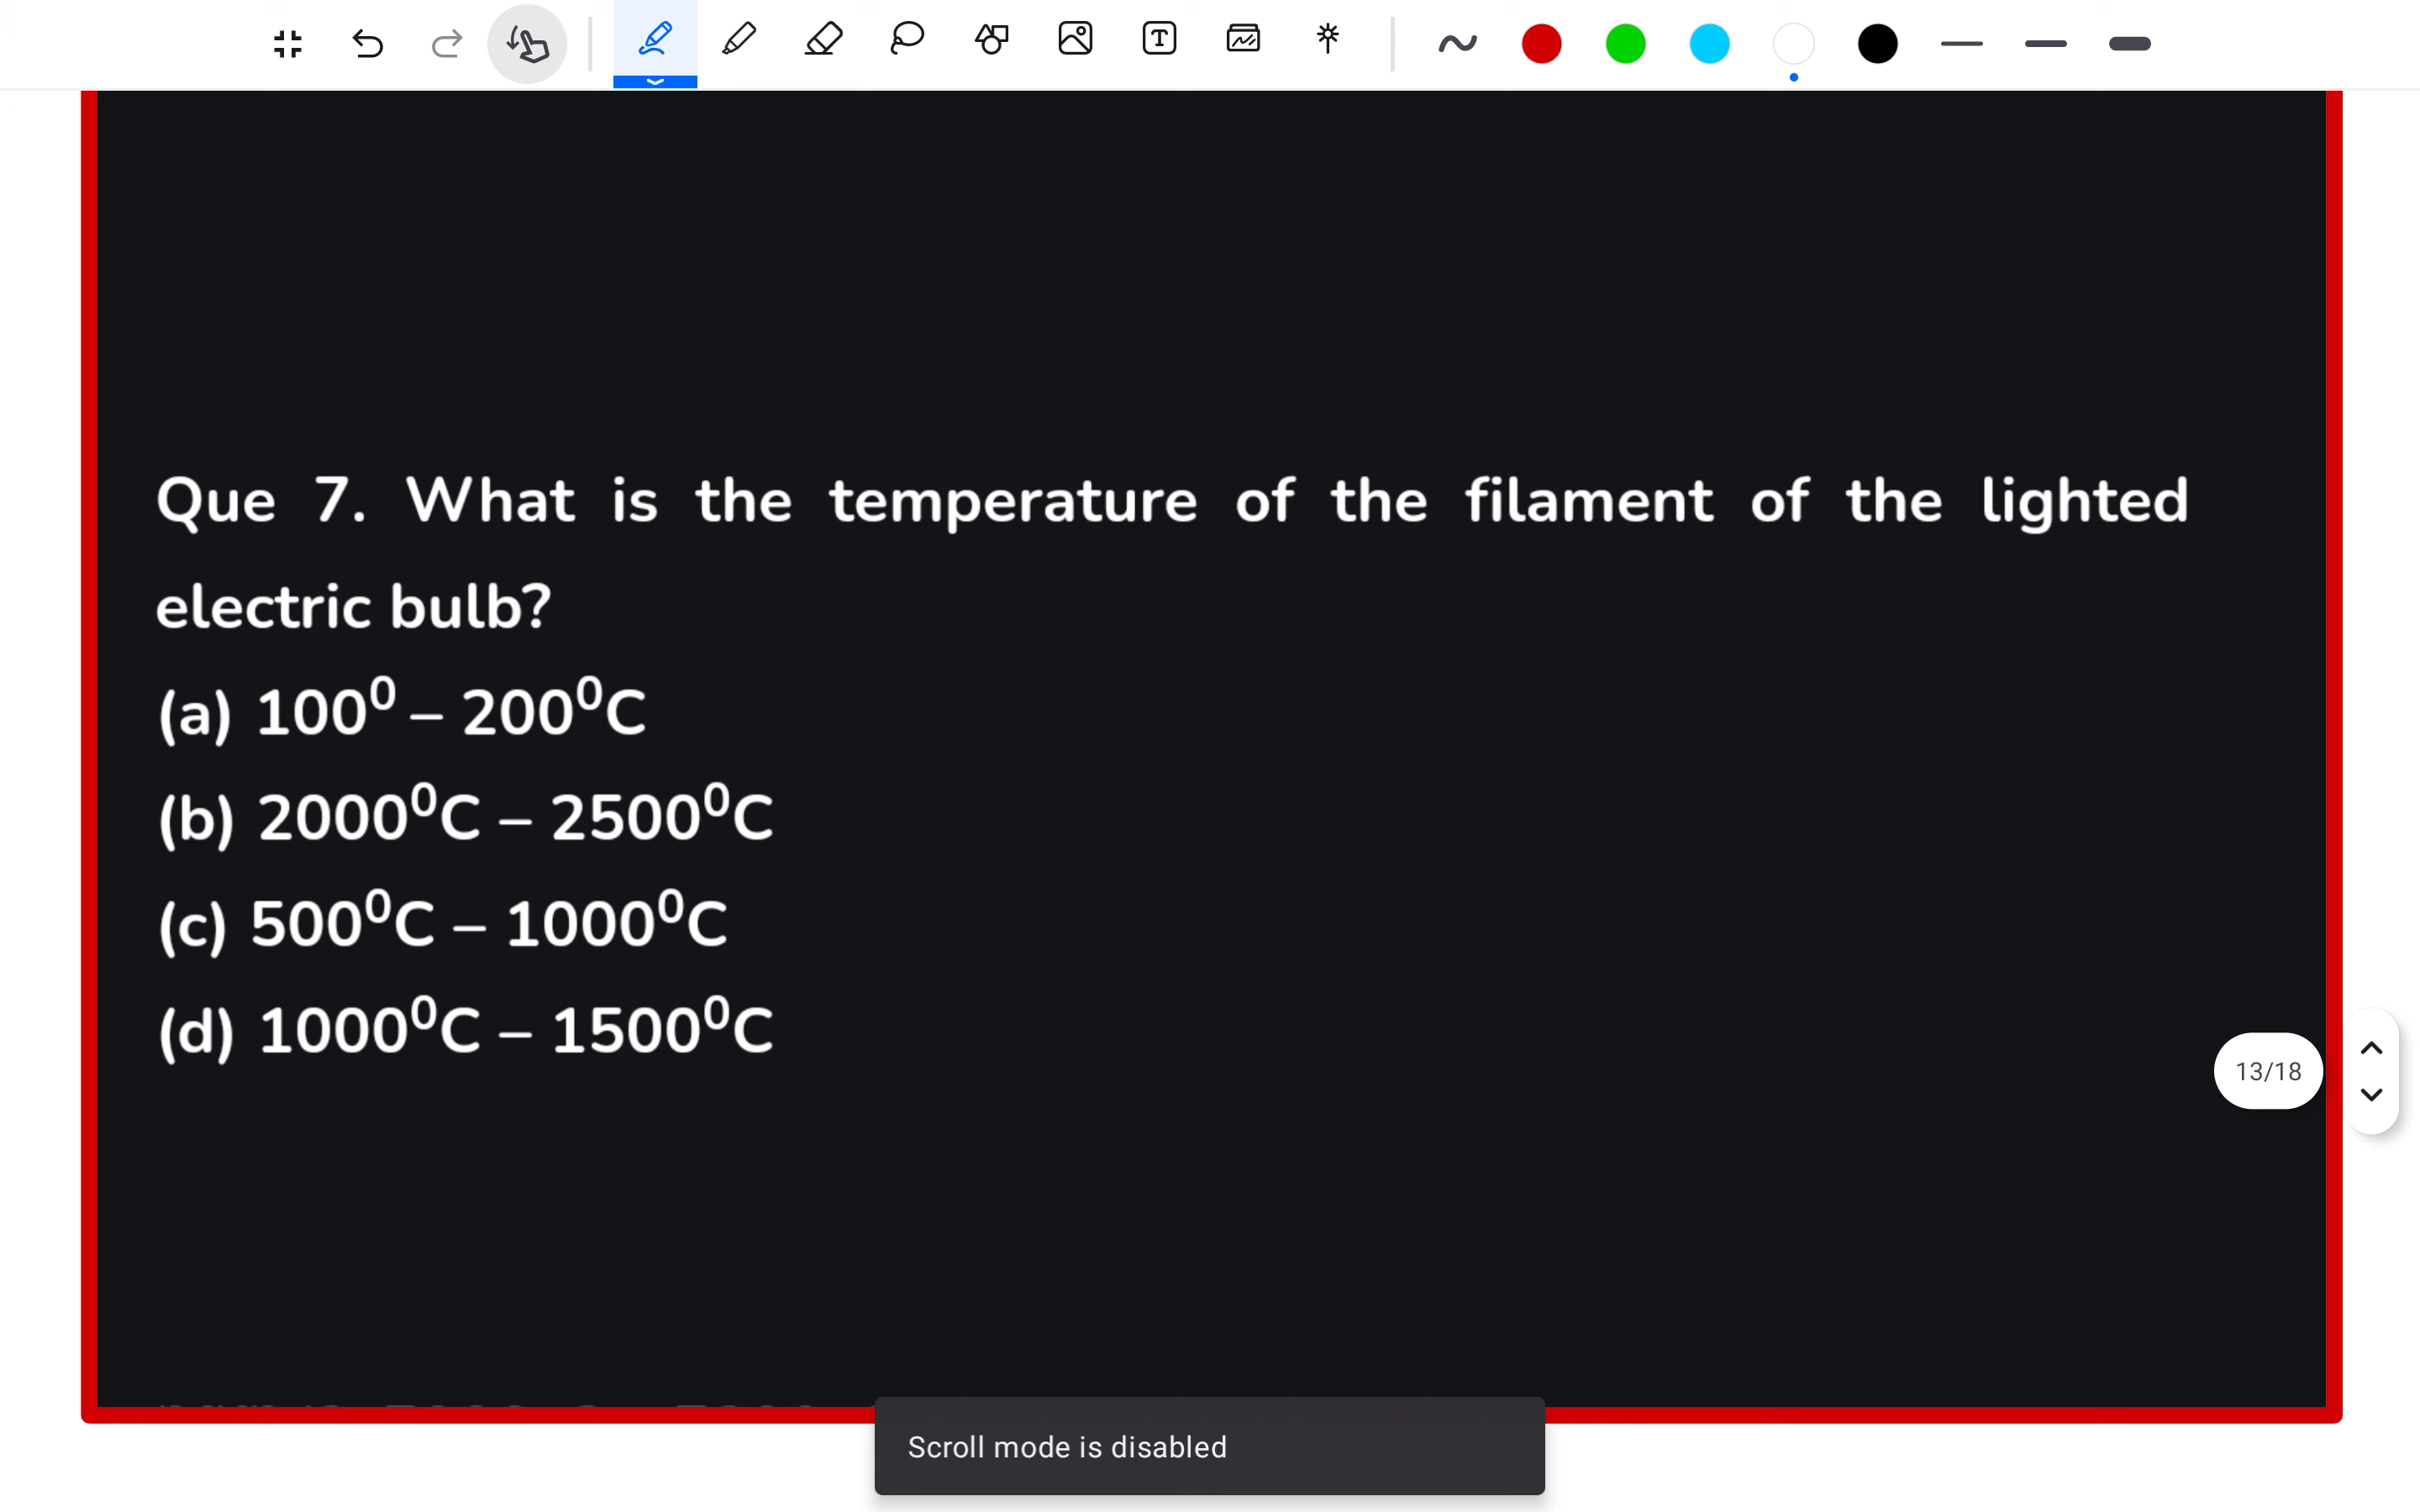 Que 7. What is the temperature of the filament of the lighted
electric bulb?
(a) 100⁰ – 200⁰C
(b) 2000⁰C – 2500⁰C
(c) 500⁰C – 1000⁰C
(d) 1000⁰C – 1500⁰C
13/18
Scroll mode is disabled